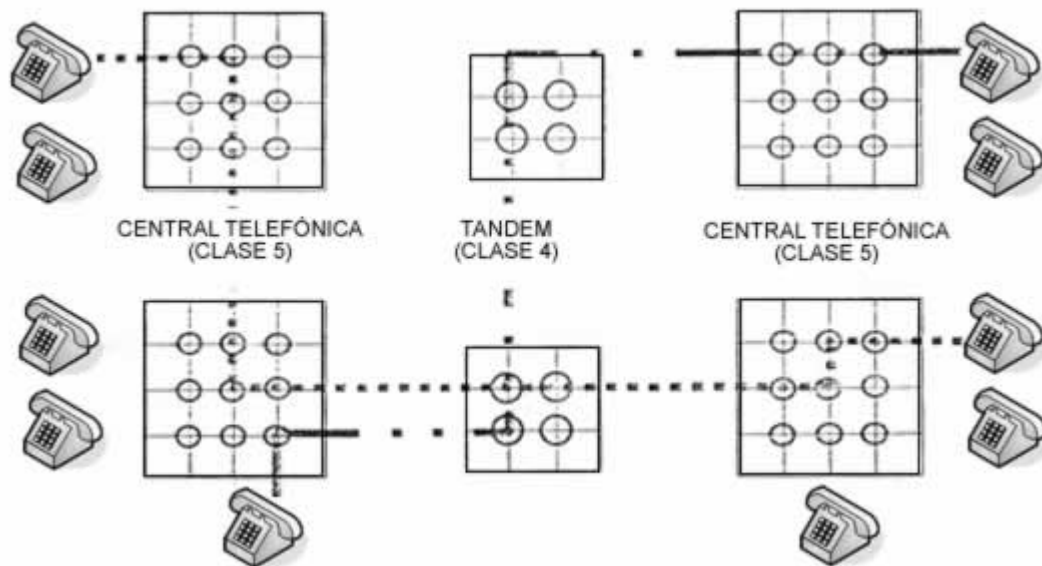 CENTRAL TELEFÓNICA
(CLASE 5)
TANDEM
(CLASE 4)
CENTRAL TELEFÓNICA
(CLASE 5)